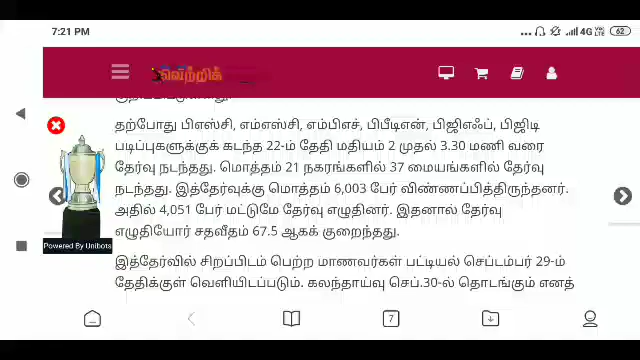 7:21 PM
4G
62
வெற்றிக்
தற்போது பிஎஸ்சி, எம்எஸ்சி, எம்பிஎச், பிபீடிஎன், பிஜிஎஃப், பிஜிடி
படிப்புகளுக்குக் கடந்த 22-ம் தேதி மதியம் 2 முதல் 3.30 மணி வரை
தேர்வு நடந்தது. மொத்தம் 21 நகரங்களில் 37 மையங்களில் தேர்வு
நடந்தது. இத்தேர்வுக்கு மொத்தம் 6,003 பேர் விண்ணப்பித்திருந்தனர்.
அதில் 4,051 பேர் மட்டுமே தேர்வு எழுதினர். இதனால் தேர்வு
எழுதியோர் சதவீதம் 67.5 ஆகக் குறைந்தது.
Powered By Unibots
இத்தேர்வில் சிறப்பிடம் பெற்ற மாணவர்கள் பட்டியல் செப்டம்பர் 29-ம்
தேதிக்குள் வெளியிடப்படும். கலந்தாய்வு செப்.30-ல் தொடங்கும் எனத்
7